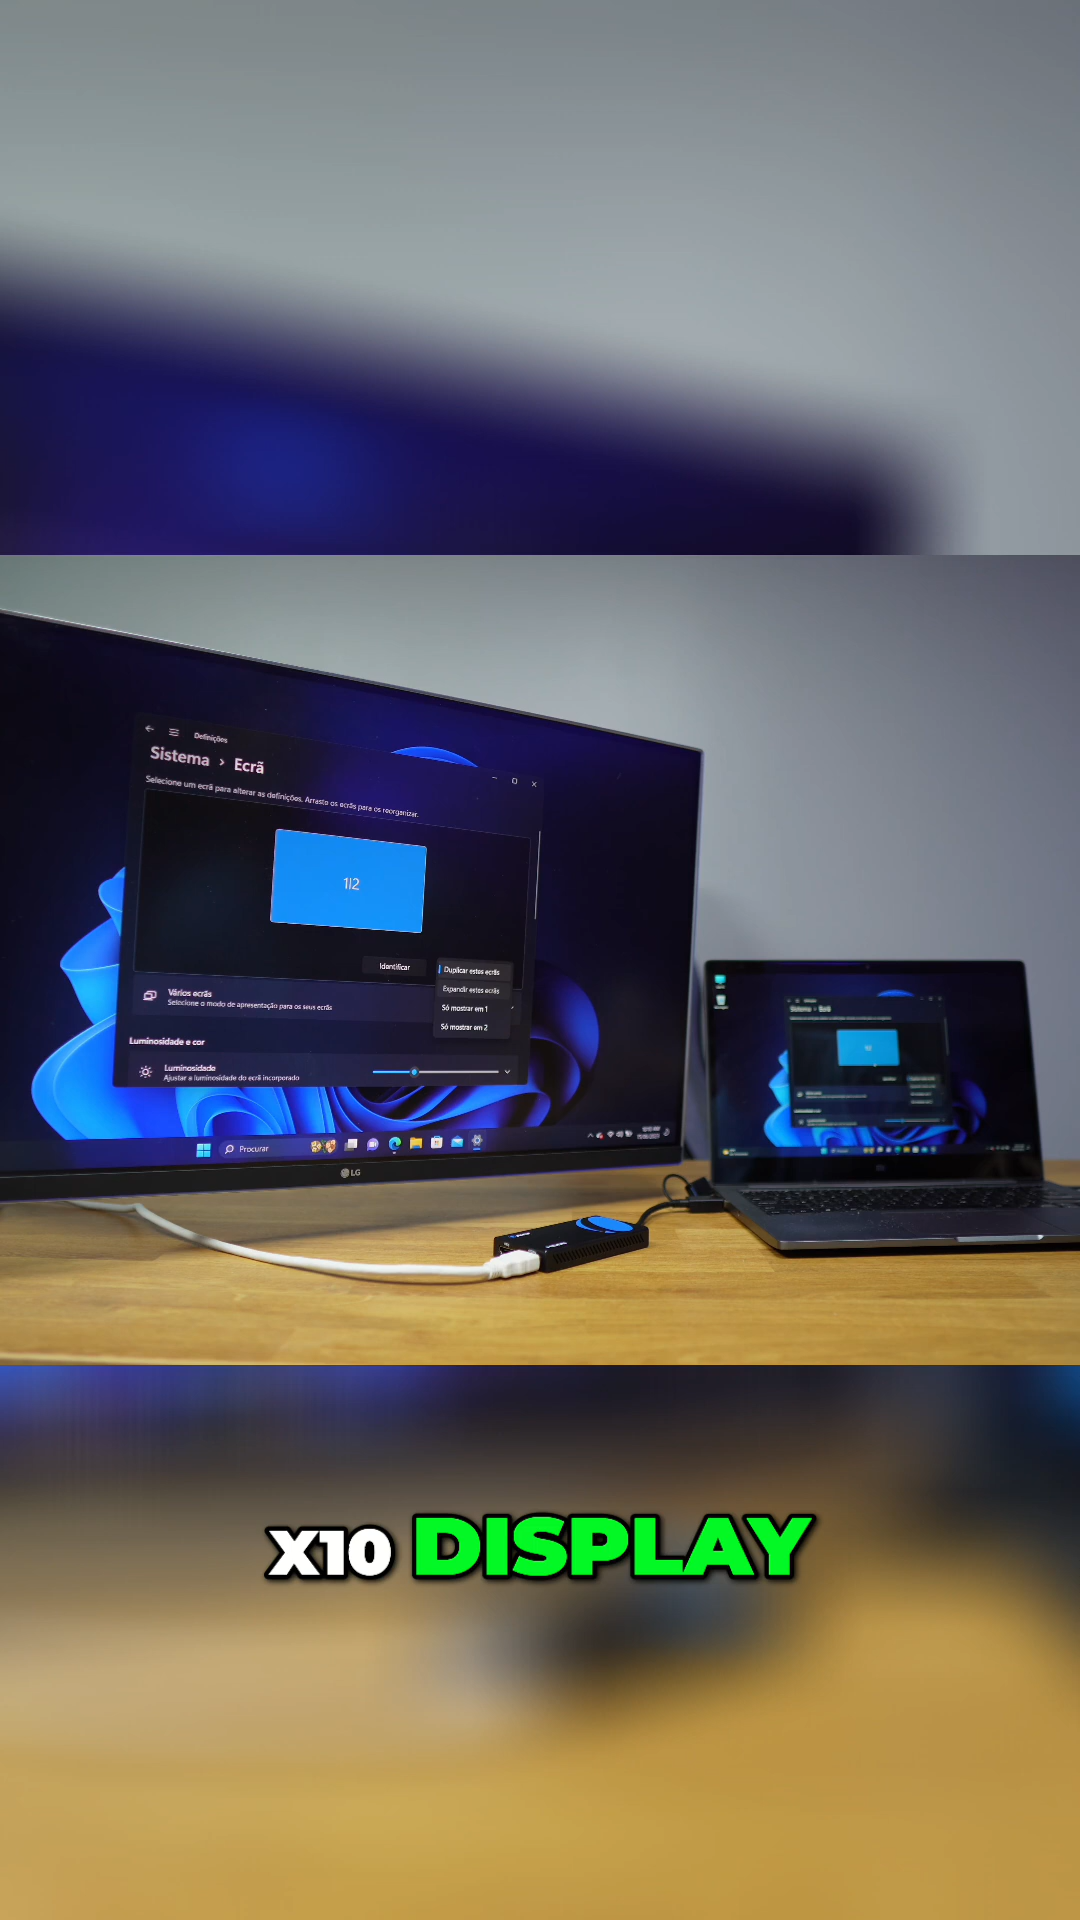 Definições
Sistema › Ecrã
Selecione um ecrã para alterar as definições. Arraste os ecrãs para os reorganizar.
1|2
Identificar
Duplicar estes ecrãs
Expandir estes ecrãs
Só mostrar em 1
Só mostrar em 2
Vários ecrãs
Selecione o modo de apresentação para os seus ecrãs
Luminosidade e cor
Luminosidade
Ajustar a luminosidade do ecrã incorporado
Procurar
LG
Sistema › Ecrã
X10 DISPLAY